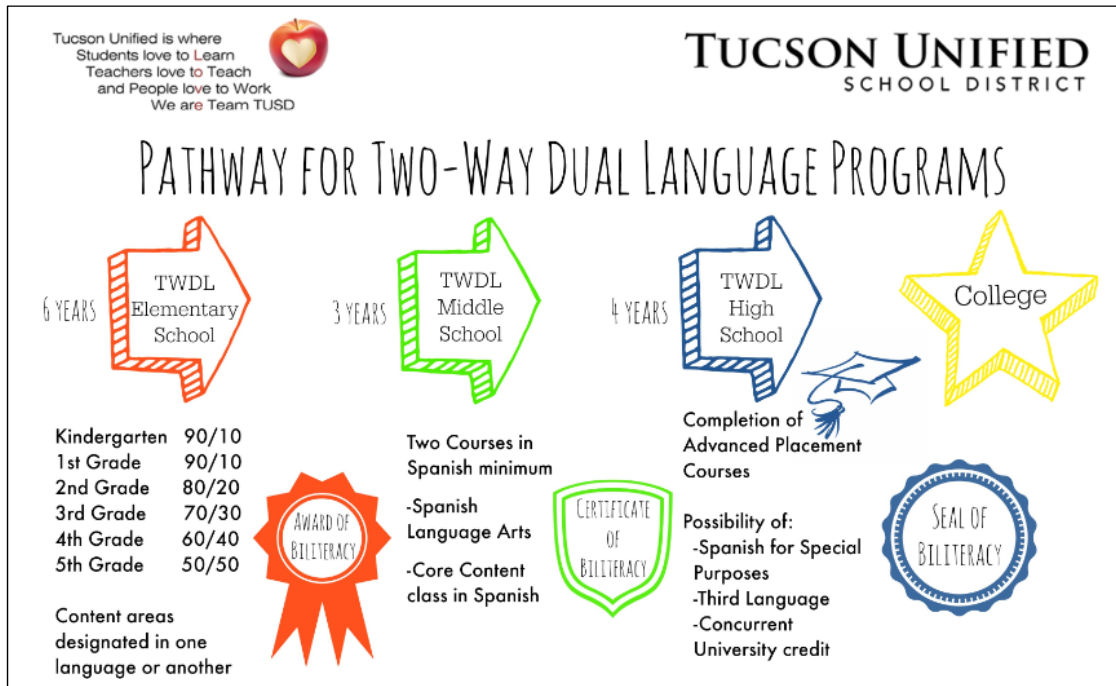 Tucson Unified is where
Students love to Learn
Teachers love to Teach
and People love to Work
We are Team TUSD
TUCSON UNIFIED
SCHOOL DISTRICT
PATHWAY FOR TWO-WAY DUAL LANGUAGE PROGRAMS
6 YEARS
TWDL
Elementary
School
3 YEARS
TWDL
Middle
School
4 YEARS
TWDL
High
School
College
Kindergarten 90/10
1st Grade 90/10
2nd Grade 80/20
3rd Grade 70/30
4th Grade 60/40
5th Grade 50/50
Content areas
designated in one
language or another
AWARD OF
BILITERACY
Two Courses in
Spanish minimum
-Spanish
Language Arts
-Core Content
class in Spanish
CERTIFICATE
OF
BILITERACY
Completion of
Advanced Placement
Courses
Possibility of:
-Spanish for Special
Purposes
-Third Language
-Concurrent
University credit
SEAL OF
BILITERACY